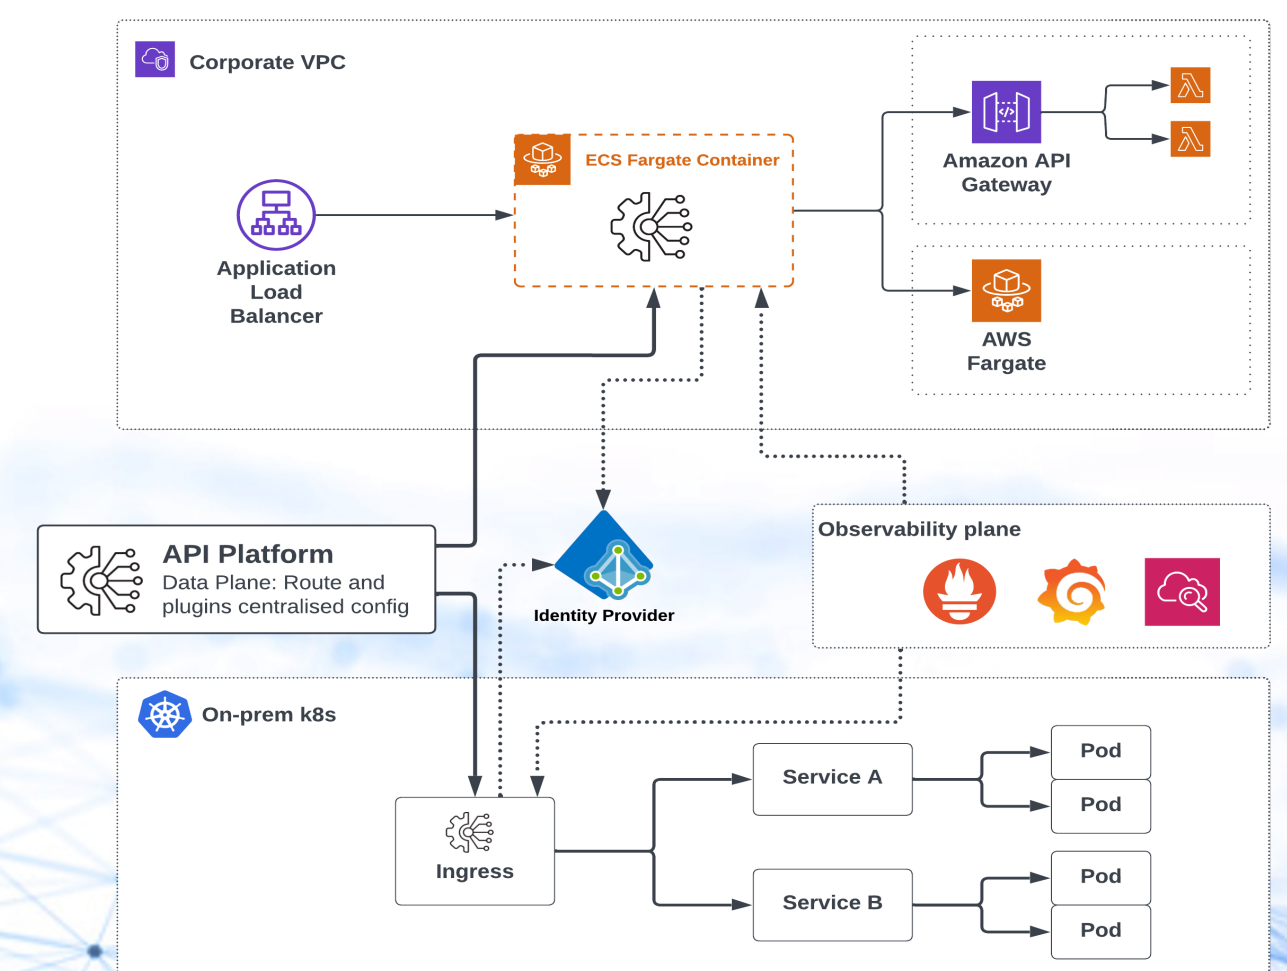 Corporate VPC
ECS Fargate Container
Amazon API
Gateway
Application
Load
Balancer
AWS
Fargate
API Platform
Data Plane: Route and
plugins centralised config
Identity Provider
Observability plane
On-prem k8s
Ingress
Service A
Pod
Pod
Service B
Pod
Pod